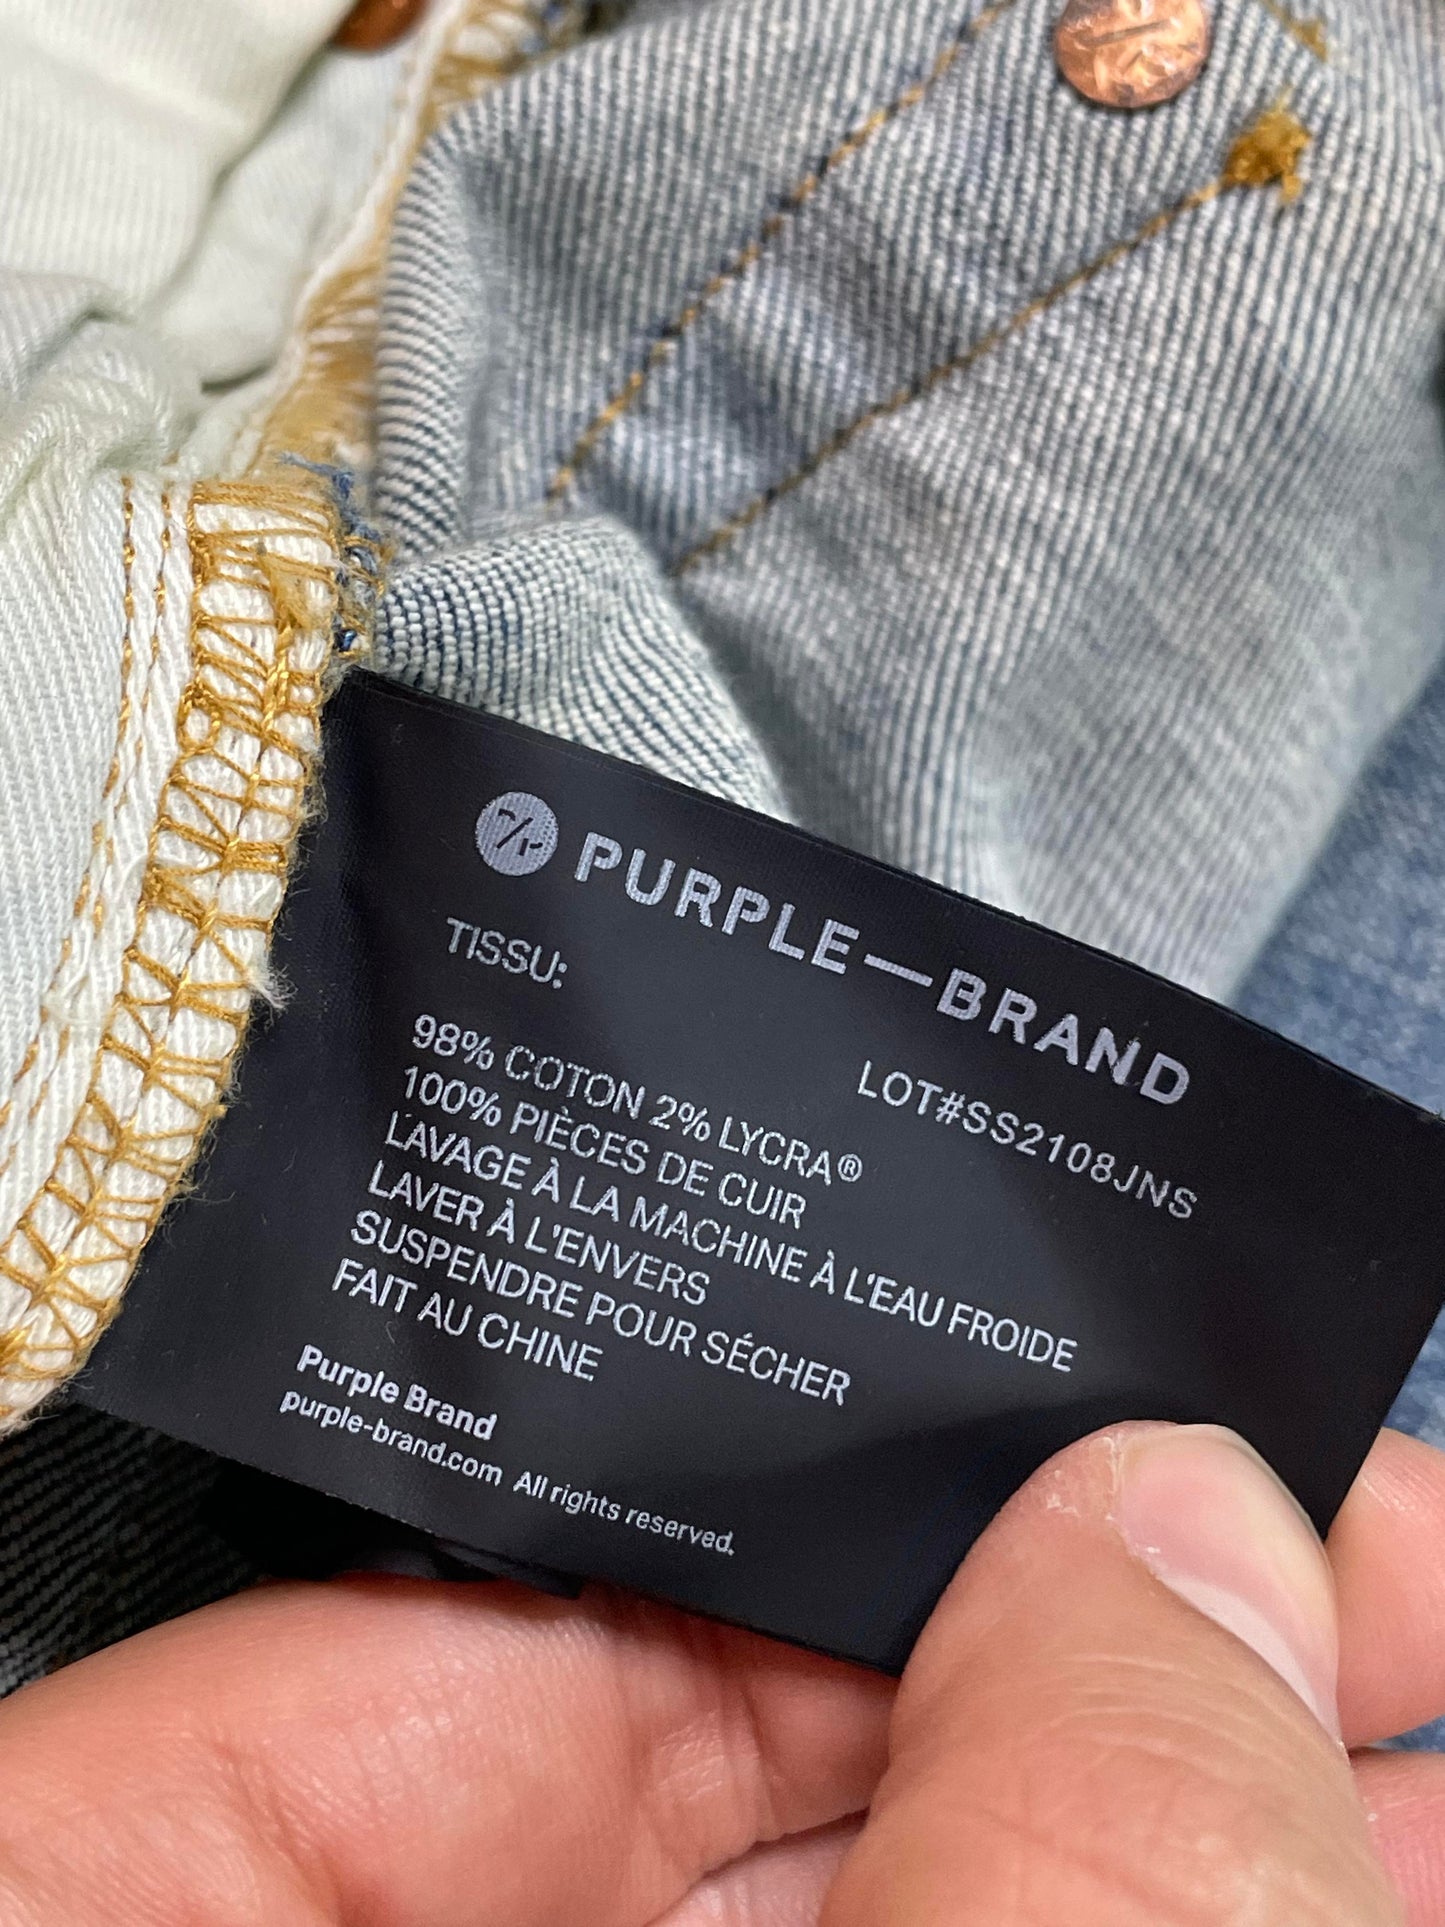 PURPLE—BRAND
TISSU:
LOT#SS2108JNS
98% COTON 2% LYCRA®
100% PIÈCES DE CUIR
LAVAGE À LA MACHINE À L'EAU FROIDE
LAVER À L'ENVERS
SUSPENDRE POUR SÉCHER
FAIT AU CHINE
Purple Brand
purple-brand.com All rights reserved.